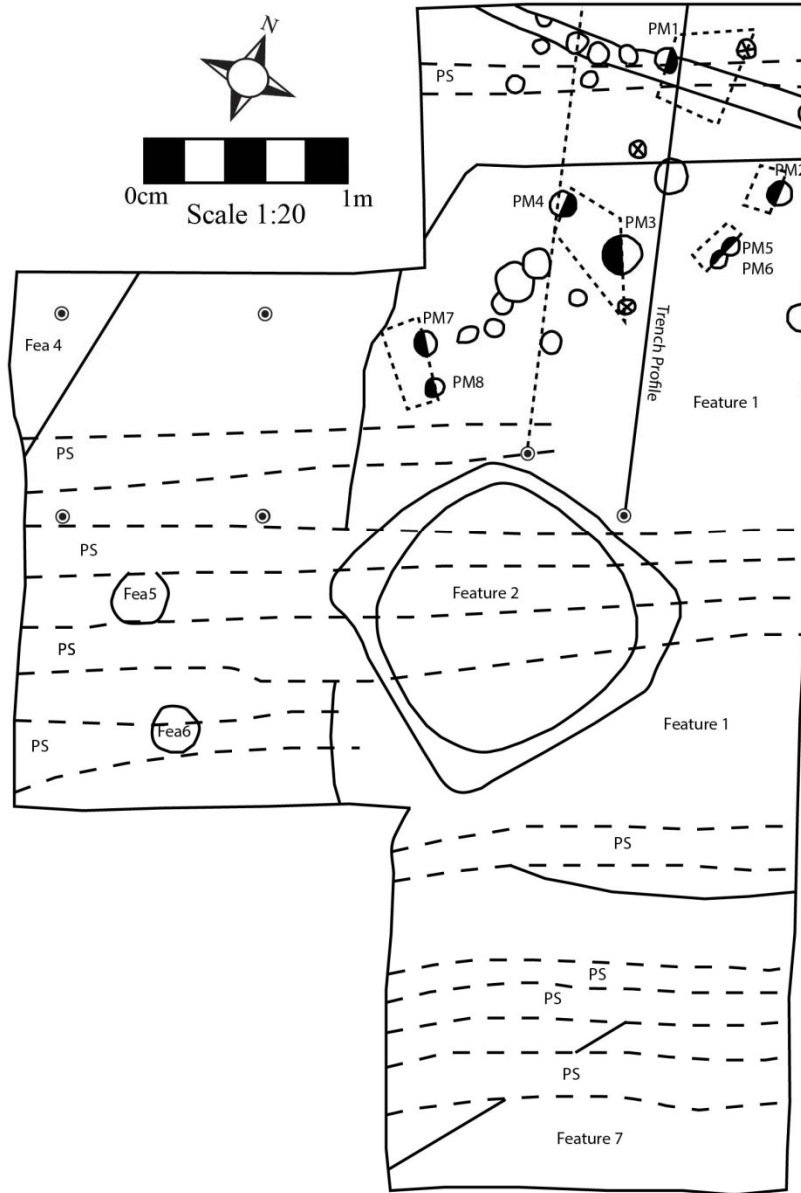 N
0cm 1m
Scale 1:20
PM1
PS
PM2
PM4
PM3
PM5
PM6
Trench Profile
Fea 4
PM7
PM8
Feature 1
PS
PS
Fea5
Feature 2
PS
Fea6
Feature 1
PS
PS
PS
PS
PS
Feature 7